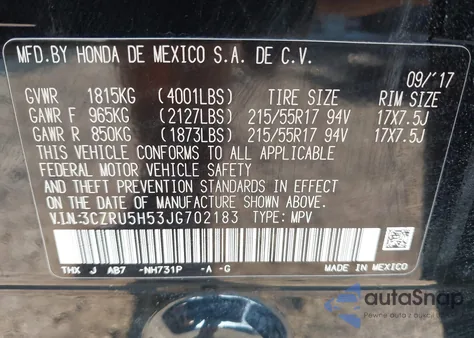 MFD.BY HONDA DE MEXICO S.A. DE C.V.
09/'17
GVWR 1815KG (4001LBS) TIRE SIZE RIM SIZE
GAWR F 965KG (2127LBS) 215/55R17 94V 17X7.5J
GAWR R 850KG (1873LBS) 215/55R17 94V 17X7.5J
THIS VEHICLE CONFORMS TO ALL APPLICABLE
FEDERAL MOTOR VEHICLE SAFETY
AND THEFT PREVENTION STANDARDS IN EFFECT
ON THE DATE OF MANUFACTURE SHOWN ABOVE.
V.I.N:3CZRU5H53JG702183 TYPE: MPV
THX J AB7 -NH731P -A -G MADE IN MEXICO
autoSnap